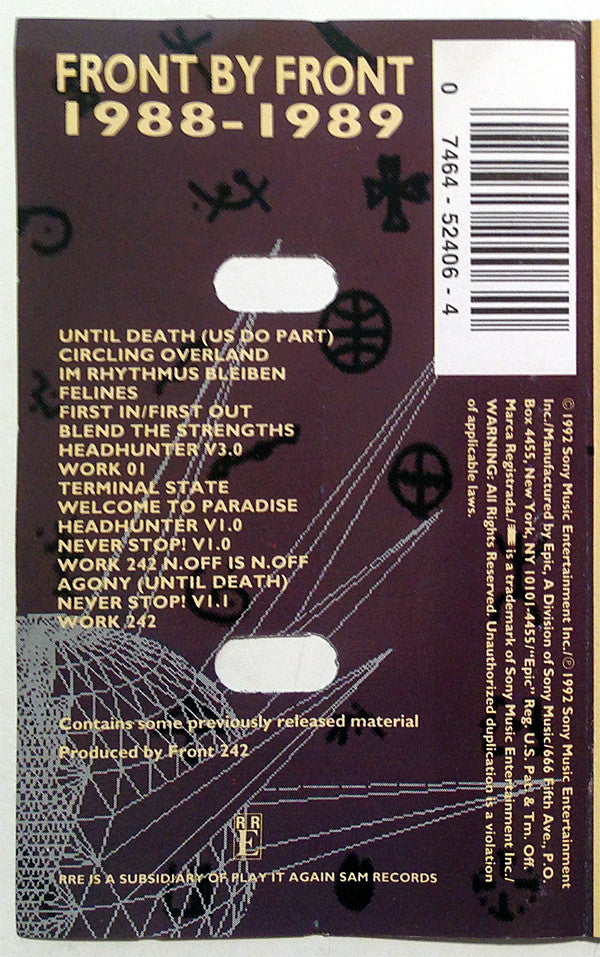 FRONT BY FRONT
1988-1989
UNTIL DEATH (US DO PART)
CIRCLING OVERLAND
IM RHYTHMUS BLEIBEN
FELINES
FIRST IN/FIRST OUT
BLEND THE STRENGTHS
HEADHUNTER V3.0
WORK 01
TERMINAL STATE
WELCOME TO PARADISE
HEADHUNTER V1.0
NEVER STOP! V1.0
WORK 242 N.OFF IS N.OFF
AGONY (UNTIL DEATH)
NEVER STOP! V1.1
WORK 242
Contains some previously released material
Produced by Front 242
RRE
RRE IS A SUBSIDIARY OF PLAY IT AGAIN SAM RECORDS
0 7464-52406-4
© 1992 Sony Music Entertainment Inc./℗ 1992 Sony Music Entertainment
Inc./Manufactured by Epic, A Division of Sony Music/666 Fifth Ave., P.O.
Box 4455, New York, NY 10101-4455/"Epic" Reg. U.S. Pat. & Tm. Off.
Marca Registrada./ is a trademark of Sony Music Entertainment Inc./
WARNING: All Rights Reserved. Unauthorized duplication is a violation
of applicable laws.